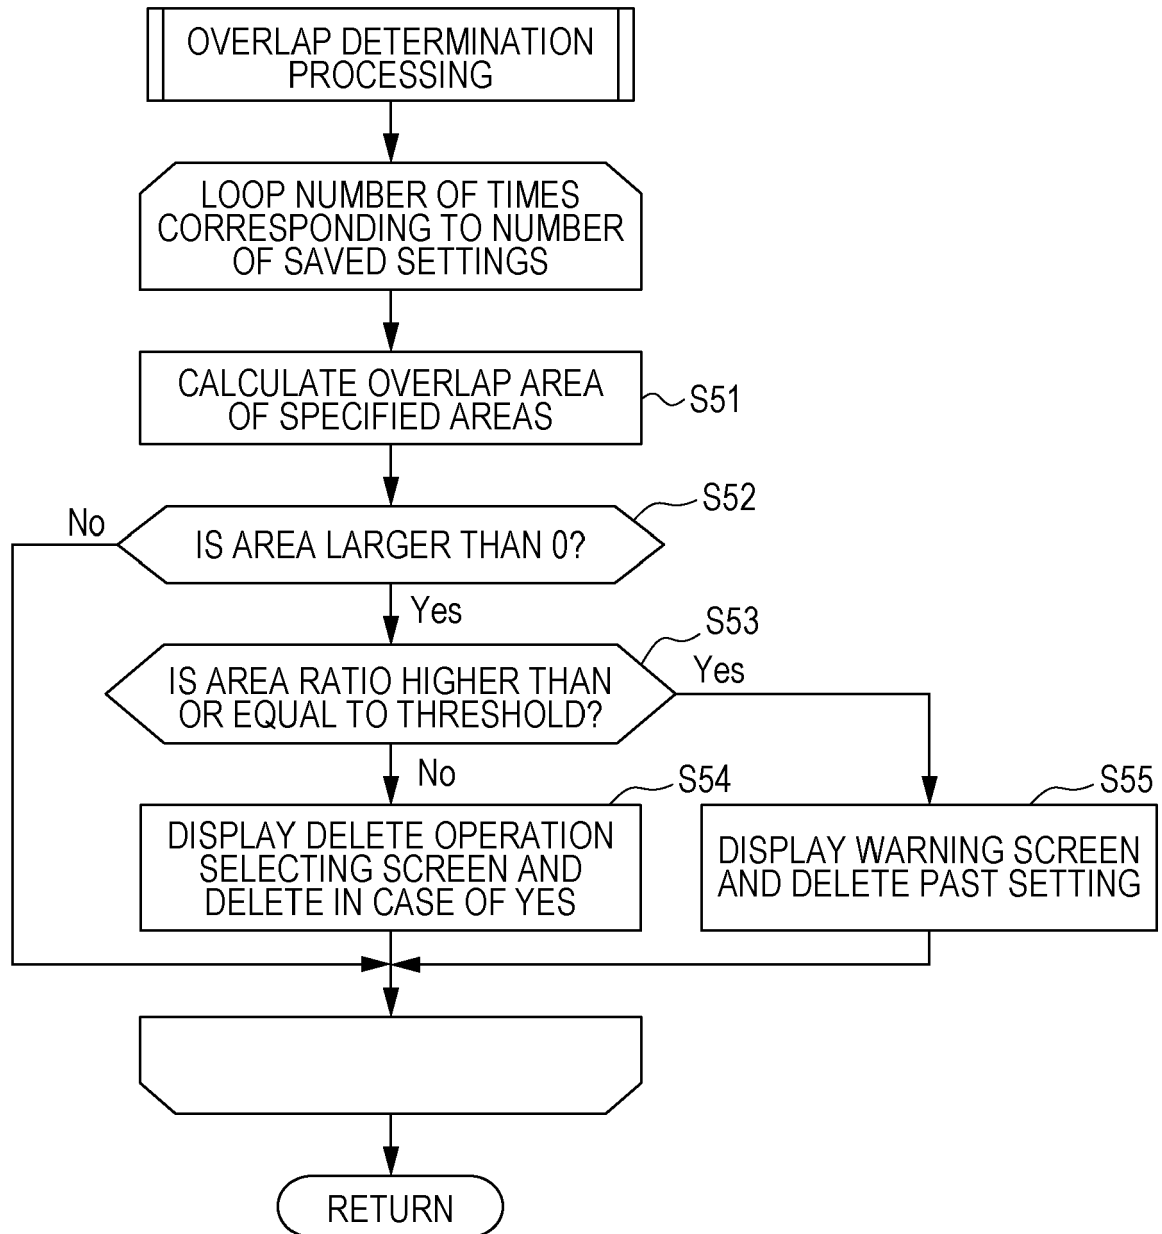 OVERLAP DETERMINATION
PROCESSING
LOOP NUMBER OF TIMES
CORRESPONDING TO NUMBER
OF SAVED SETTINGS
CALCULATE OVERLAP AREA
OF SPECIFIED AREAS
S51
S52
No
IS AREA LARGER THAN 0?
Yes
S53
IS AREA RATIO HIGHER THAN
OR EQUAL TO THRESHOLD?
Yes
No
S54
DISPLAY DELETE OPERATION
SELECTING SCREEN AND
DELETE IN CASE OF YES
S55
DISPLAY WARNING SCREEN
AND DELETE PAST SETTING
RETURN